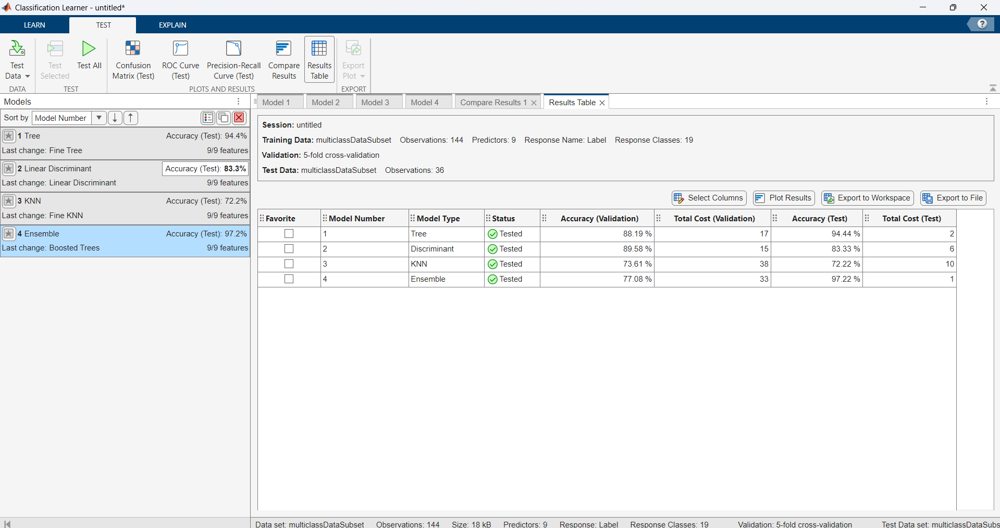 Classification Learner - untitled*
LEARN TEST EXPLAIN
Test Data
Test Selected
Test All
Confusion Matrix (Test)
ROC Curve (Test)
Precision-Recall Curve (Test)
Compare Results
Results Table
Export Plot
DATA TEST PLOTS AND RESULTS EXPORT
Models
Sort by Model Number
1 Tree Accuracy (Test): 94.4%
Last change: Fine Tree 9/9 features
2 Linear Discriminant Accuracy (Test): 83.3%
Last change: Linear Discriminant 9/9 features
3 KNN Accuracy (Test): 72.2%
Last change: Fine KNN 9/9 features
4 Ensemble Accuracy (Test): 97.2%
Last change: Boosted Trees 9/9 features
Model 1 Model 2 Model 3 Model 4 Compare Results 1 Results Table
Session: untitled
Training Data: multiclassDataSubset Observations: 144 Predictors: 9 Response Name: Label Response Classes: 19
Validation: 5-fold cross-validation
Test Data: multiclassDataSubset Observations: 36
Select Columns Plot Results Export to Workspace Export to File
Favorite Model Number Model Type Status Accuracy (Validation) Total Cost (Validation) Accuracy (Test) Total Cost (Test)
1 Tree Tested 88.19 % 17 94.44 % 2
2 Discriminant Tested 89.58 % 15 83.33 % 6
3 KNN Tested 73.61 % 38 72.22 % 10
4 Ensemble Tested 77.08 % 33 97.22 % 1
Data set: multiclassDataSubset Observations: 144 Size: 18 kB Predictors: 9 Response: Label Response Classes: 19 Validation: 5-fold cross-validation Test Data set: multiclassDataSubs